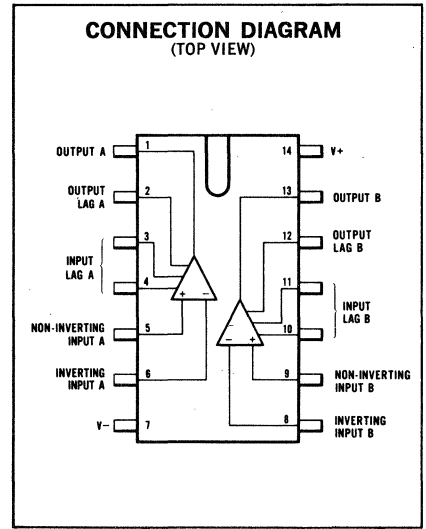 CONNECTION DIAGRAM
(TOP VIEW)
OUTPUT A
1
14
V+
OUTPUT
LAG A
2
13
OUTPUT B
3
12
OUTPUT
LAG B
INPUT
LAG A
4
11
INPUT
LAG B
+
−
NON-INVERTING
INPUT A
5
10
−
+
INVERTING
INPUT A
6
9
NON-INVERTING
INPUT B
V−
7
8
INVERTING
INPUT B